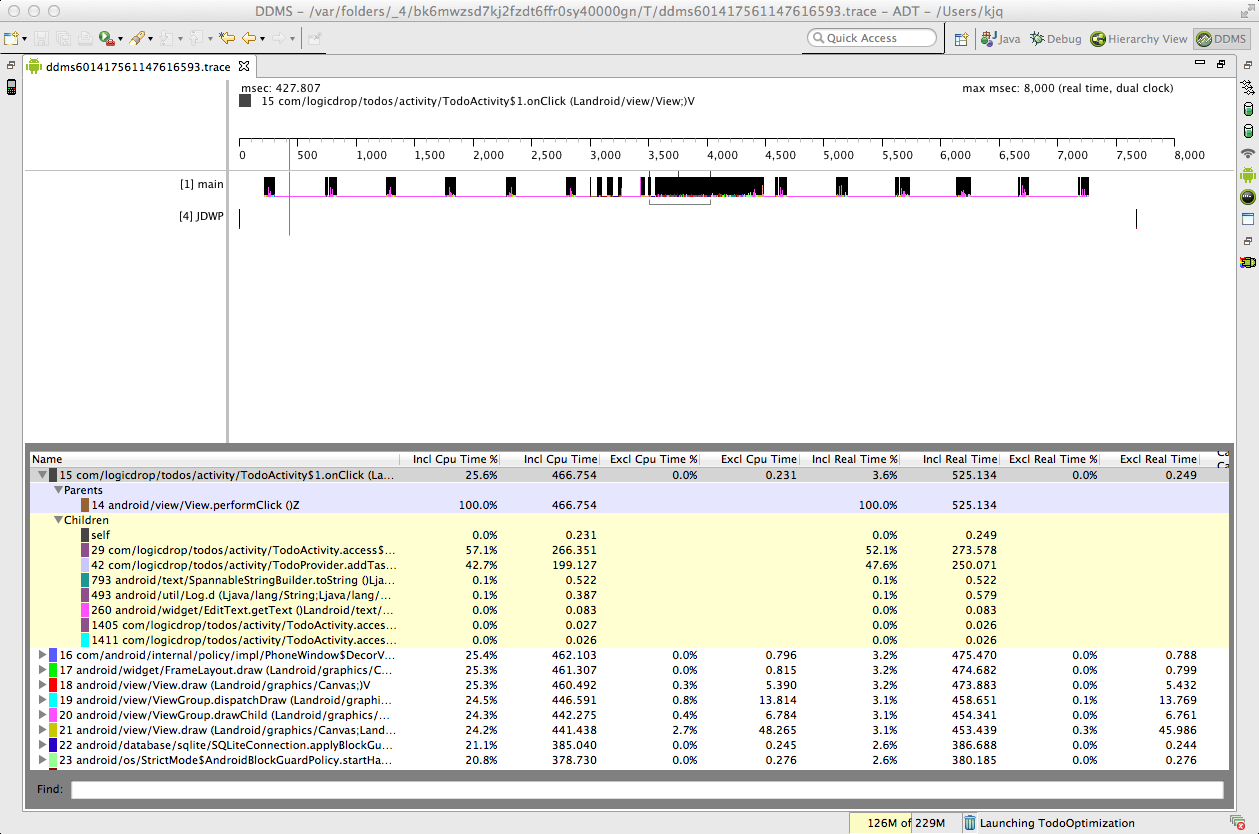 DDMS – /var/folders/_4/bk6mwzsd7kj2fzdt6ffr0sy40000gn/T/ddms601417561147616593.trace – ADT – /Users/kjq
Quick Access Java Debug Hierarchy View DDMS
ddms601417561147616593.trace
msec: 427.807 max msec: 8,000 (real time, dual clock)
15 com/logicdrop/todos/activity/TodoActivity$1.onClick (Landroid/view/View;)V
0 500 1,000 1,500 2,000 2,500 3,000 3,500 4,000 4,500 5,000 5,500 6,000 6,500 7,000 7,500 8,000
[1] main
[4] JDWP
Name Incl Cpu Time % Incl Cpu Time Excl Cpu Time % Excl Cpu Time Incl Real Time % Incl Real Time Excl Real Time % Excl Real Time
15 com/logicdrop/todos/activity/TodoActivity$1.onClick (La... 25.6% 466.754 0.0% 0.231 3.6% 525.134 0.0% 0.249
Parents
14 android/view/View.performClick ()Z 100.0% 466.754 100.0% 525.134
Children
self 0.0% 0.231 0.0% 0.249
29 com/logicdrop/todos/activity/TodoActivity.access$... 57.1% 266.351 52.1% 273.578
42 com/logicdrop/todos/TodoProvider.addTas... 42.7% 199.127 47.6% 250.071
793 android/text/SpannableStringBuilder.toString ()Lja... 0.1% 0.522 0.1% 0.522
493 android/util/Log.d (Ljava/lang/String;Ljava/lang/... 0.1% 0.387 0.1% 0.579
260 android/widget/EditText.getText ()Landroid/text/... 0.0% 0.083 0.0% 0.083
1405 com/logicdrop/todos/activity/TodoActivity.acces... 0.0% 0.027 0.0% 0.026
1411 com/logicdrop/todos/activity/TodoActivity.acces... 0.0% 0.026 0.0% 0.026
16 com/android/internal/policy/impl/PhoneWindow$DecorV... 25.4% 462.103 0.0% 0.796 3.2% 475.470 0.0% 0.788
17 android/widget/FrameLayout.draw (Landroid/graphics/C... 25.3% 461.307 0.0% 0.815 3.2% 474.682 0.0% 0.799
18 android/view/View.draw (Landroid/graphics/Canvas;)V 25.3% 460.492 0.3% 5.390 3.2% 473.883 0.0% 5.432
19 android/view/ViewGroup.dispatchDraw (Landroid/graphi... 24.5% 446.591 0.8% 13.814 3.1% 458.651 0.1% 13.769
20 android/view/ViewGroup.drawChild (Landroid/graphics/... 24.3% 442.275 0.4% 6.784 3.1% 454.341 0.0% 6.761
21 android/view/View.draw (Landroid/graphics/Canvas;Land... 24.2% 441.438 2.7% 48.265 3.1% 453.439 0.3% 45.986
22 android/database/sqlite/SQLiteConnection.applyBlockGu... 21.1% 385.040 0.0% 0.245 2.6% 386.688 0.0% 0.244
23 android/os/StrictMode$AndroidBlockGuardPolicy.startHa... 20.8% 378.730 0.0% 0.276 2.6% 380.185 0.0% 0.276
Find:
126M of 229M Launching TodoOptimization